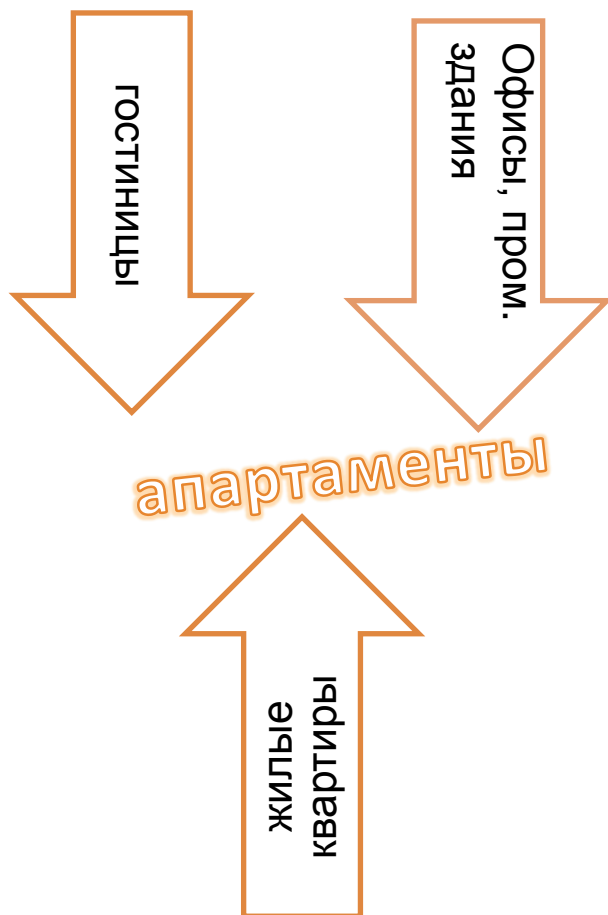 гостиницы
Офисы, пром.
здания
апартаменты
жилые
квартиры